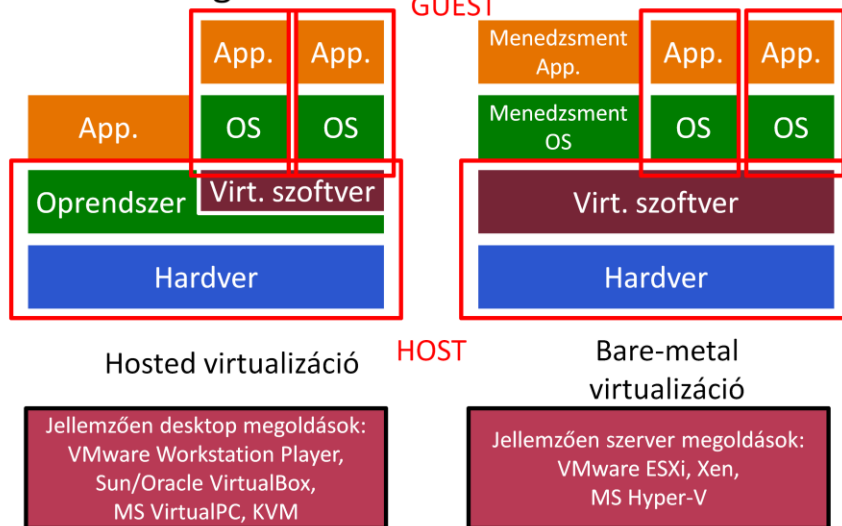 GUEST
App.
App.
App.
OS
OS
Oprendszer
Virt. szoftver
Hardver
Menedzsment
App.
App.
App.
Menedzsment
OS
OS
OS
Virt. szoftver
Hardver
HOST
Hosted virtualizáció
Bare-metal
virtualizáció
Jellemzően desktop megoldások:
VMware Workstation Player,
Sun/Oracle VirtualBox,
MS VirtualPC, KVM
Jellemzően szerver megoldások:
VMware ESXi, Xen,
MS Hyper-V